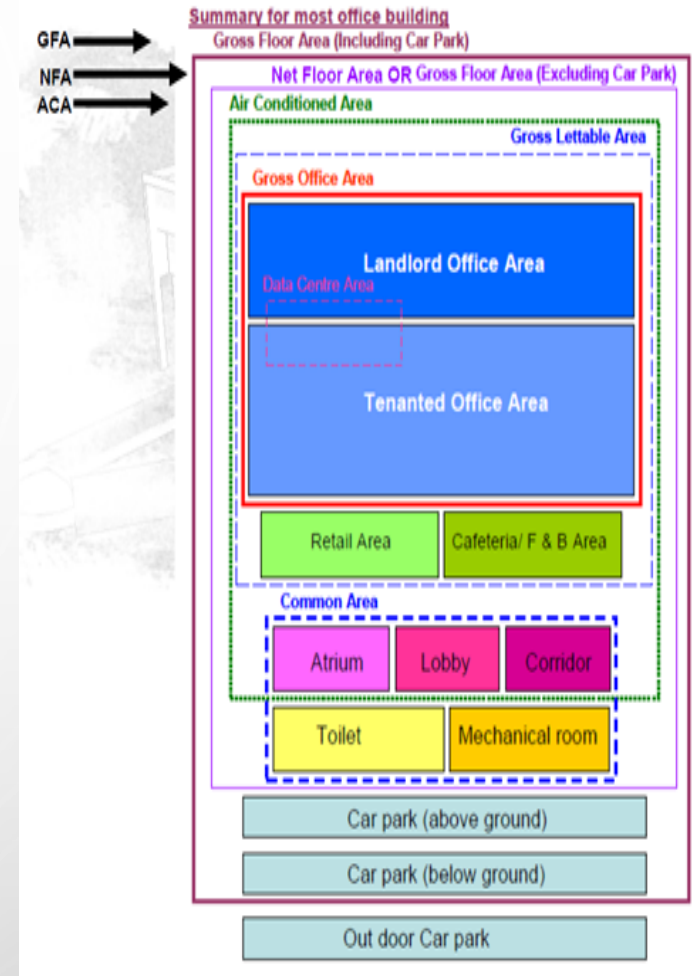 Summary for most office building
GFA
Gross Floor Area (Including Car Park)
NFA
Net Floor Area OR Gross Floor Area (Excluding Car Park)
ACA
Air Conditioned Area
Gross Lettable Area
Gross Office Area
Landlord Office Area
Data Centre Area
Tenanted Office Area
Retail Area
Cafeteria/ F & B Area
Common Area
Atrium
Lobby
Corridor
Toilet
Mechanical room
Car park (above ground)
Car park (below ground)
Out door Car park